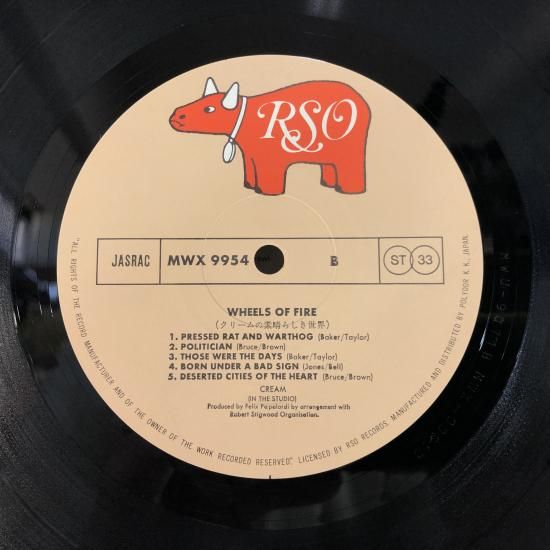 RSO
JASRAC
MWX 9954
B
ST 33
WHEELS OF FIRE
(クリームの素晴らしき世界)
1. PRESSED RAT AND WARTHOG (Baker/Taylor)
2. POLITICIAN (Bruce/Brown)
3. THOSE WERE THE DAYS (Baker/Taylor)
4. BORN UNDER A BAD SIGN (Jones/Bell)
5. DESERTED CITIES OF THE HEART (Bruce/Brown)
CREAM
(IN THE STUDIO)
Produced by Felix Papalardi by arrangement with
Robert Stigwood Organisation.
"ALL RIGHTS OF THE RECORD MANUFACTURER AND OF THE OWNER OF THE WORK RECORDED RESERVED". LICENSED BY RSO RECORDS. MANUFACTURED AND DISTRIBUTED BY POLYDOR K. K. JAPAN.